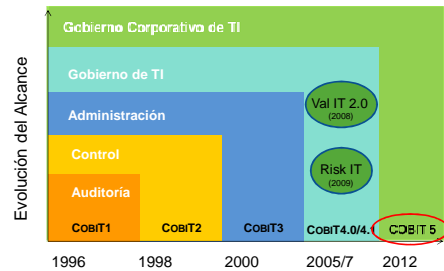 Gobierno Corporativo de TI
Gobierno de TI
Val IT 2.0
(2008)
Administración
Control
Risk IT
(2009)
Auditoría
COBIT1
COBIT2
COBIT3
COBIT4.0/4.1
COBIT 5
1996
1998
2000
2005/7
2012
Evolución del Alcance